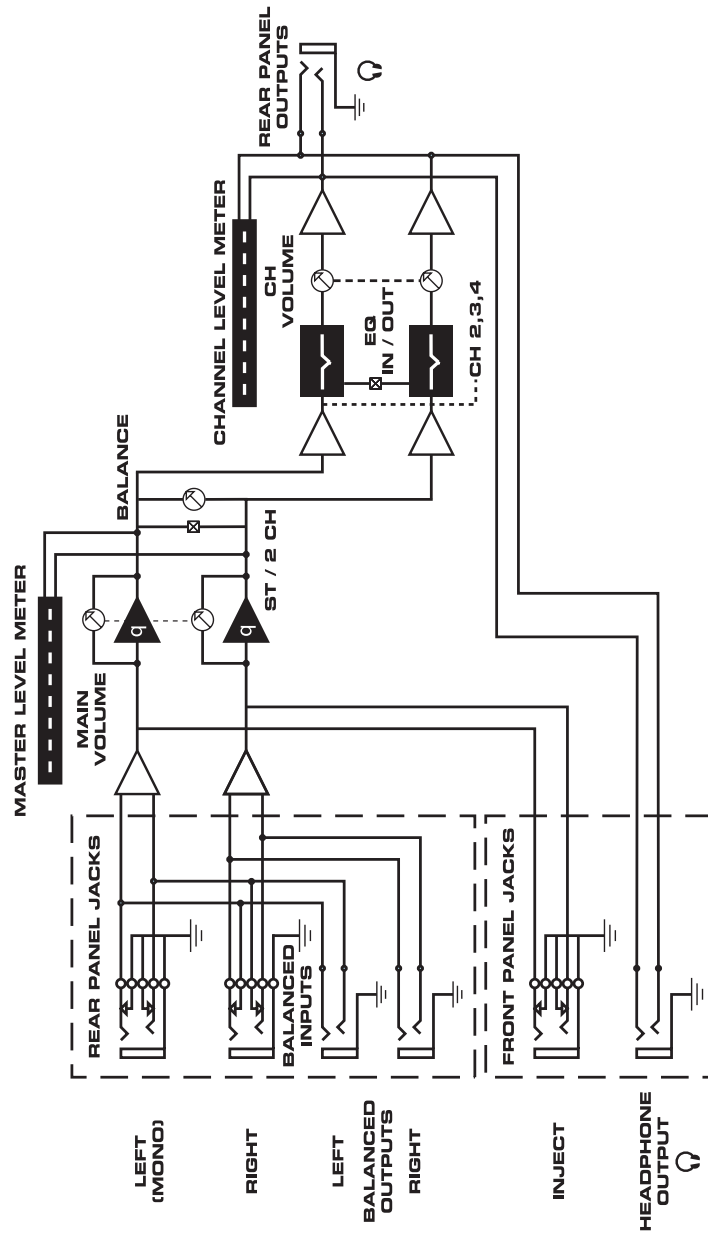 MASTER LEVEL METER
MAIN
VOLUME
q
q
BALANCE
ST / 2 CH
CHANNEL LEVEL METER
CH
VOLUME
EQ
IN / OUT
CH 2,3,4
REAR PANEL
OUTPUTS
REAR PANEL JACKS
BALANCED
INPUTS
FRONT PANEL JACKS
LEFT
(MONO)
RIGHT
LEFT
BALANCED
OUTPUTS
RIGHT
INJECT
HEADPHONE
OUTPUT